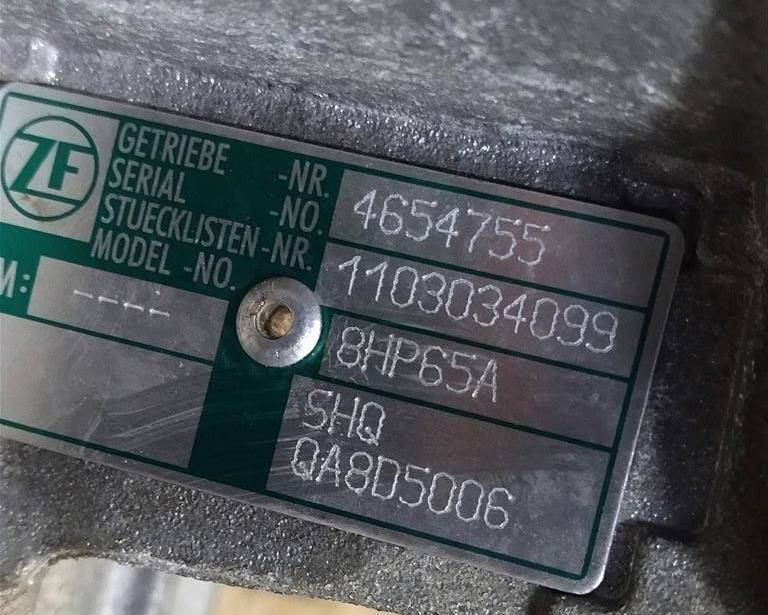 ZF
GETRIEBE -NR.
SERIAL -NO.
4654755
STUECKLISTEN-NR.
MODEL -NO.
1103034099
M: ----
8HP65A
SHQ
QA8D5006